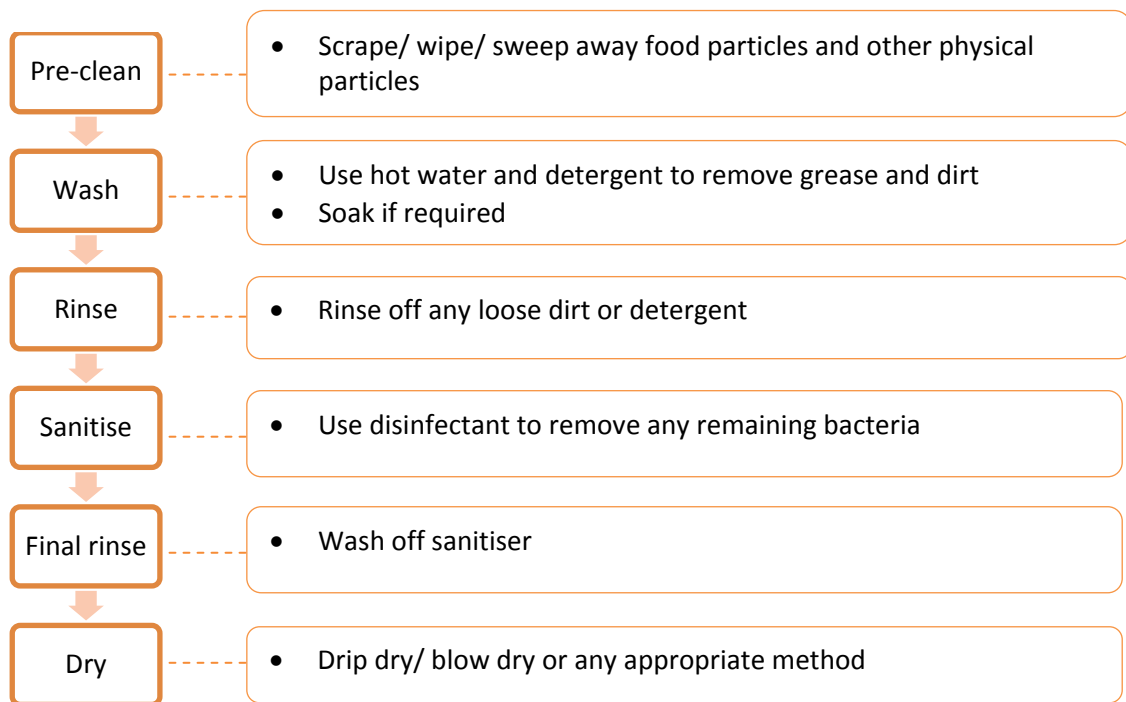 Pre-clean
• Scrape/ wipe/ sweep away food particles and other physical
particles
Wash
• Use hot water and detergent to remove grease and dirt
• Soak if required
Rinse
• Rinse off any loose dirt or detergent
Sanitise
• Use disinfectant to remove any remaining bacteria
Final rinse
• Wash off sanitiser
Dry
• Drip dry/ blow dry or any appropriate method